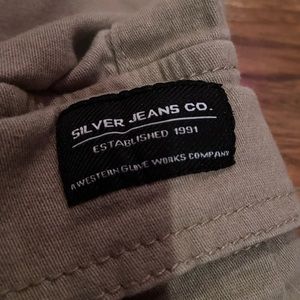 SILVER JEANS CO.
ESTABLISHED 1991
A WESTERN GLOVE WORKS COMPANY